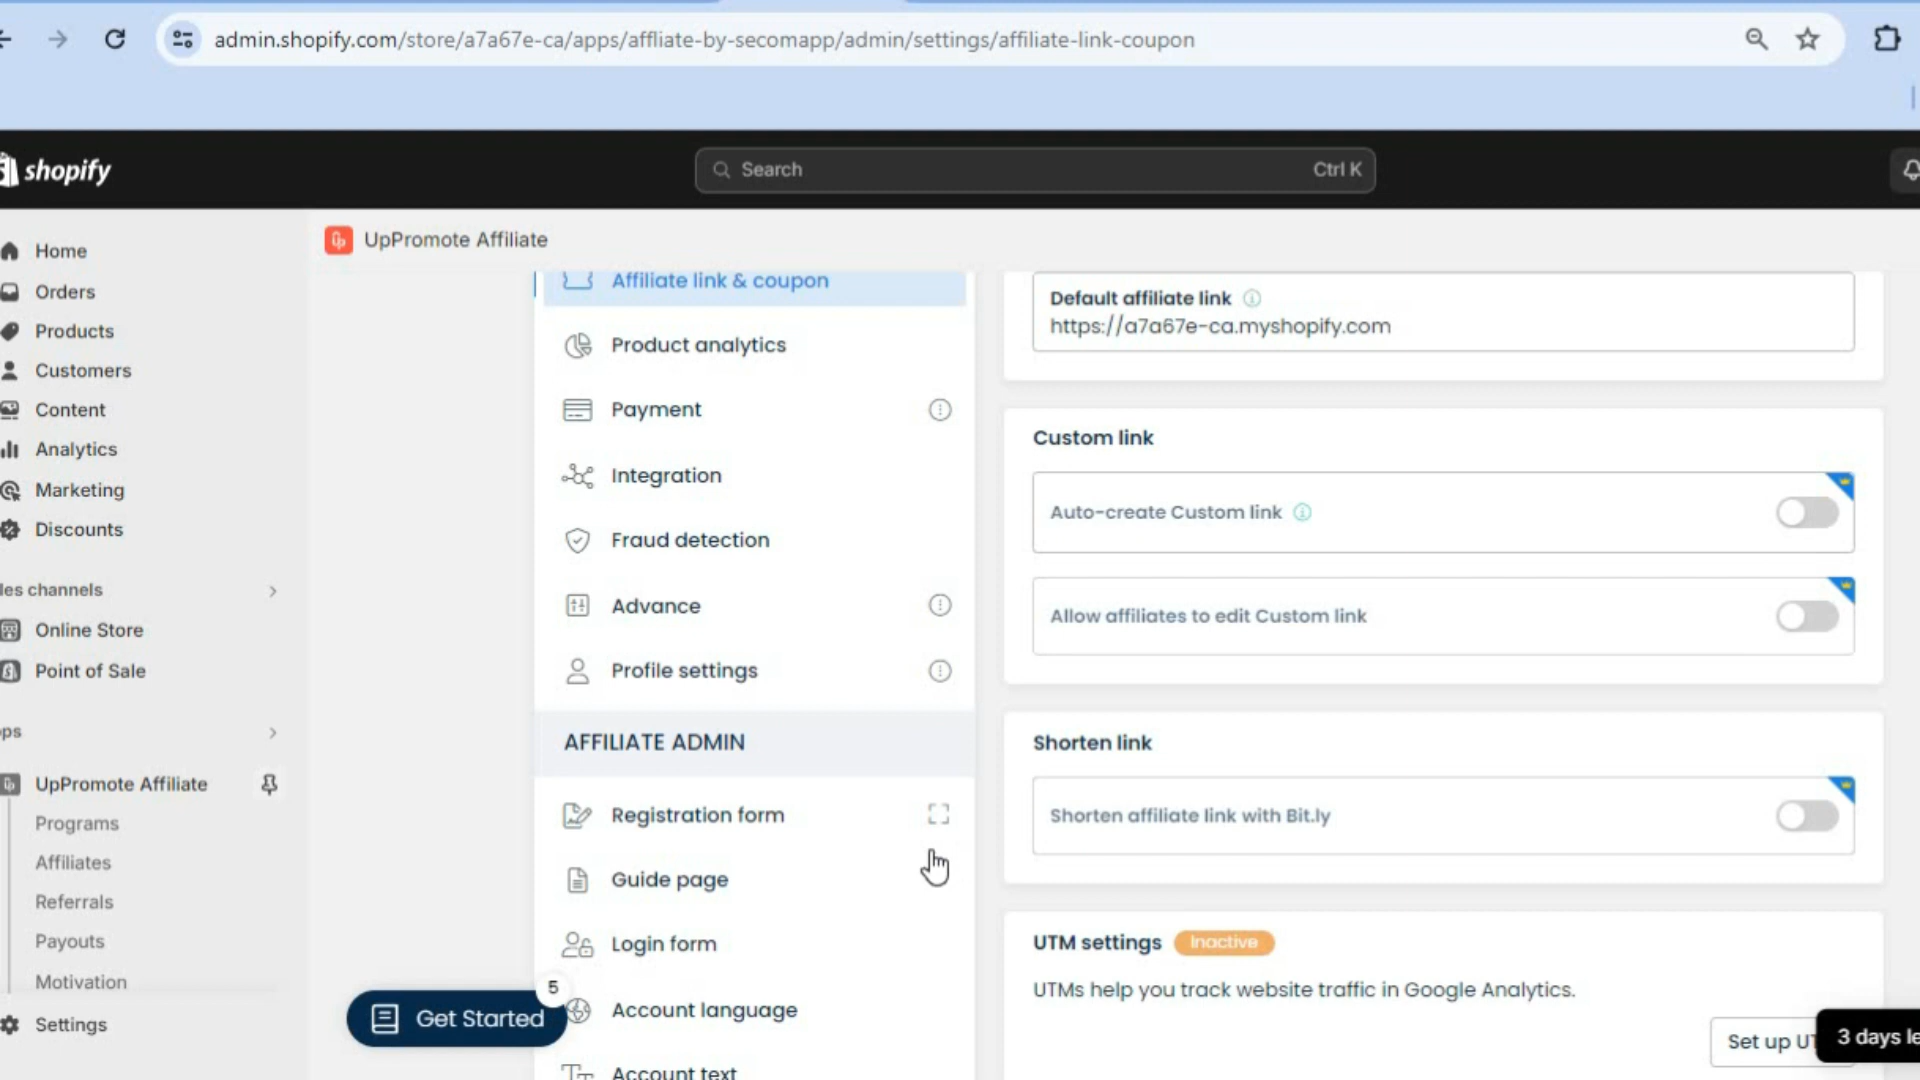 admin.shopify.com/store/a7a67e-ca/apps/affliate-by-secomapp/admin/settings/affiliate-link-coupon
shopify
Search
Ctrl K
Home
Orders
Products
Customers
Content
Analytics
Marketing
Discounts
les channels
Online Store
Point of Sale
ps
UpPromote Affiliate
Programs
Affiliates
Referrals
Payouts
Motivation
Settings
UpPromote Affiliate
Affiliate link & coupon
Product analytics
Payment
Integration
Fraud detection
Advance
Profile settings
AFFILIATE ADMIN
Registration form
Guide page
Login form
Account language
Account text
5
Get Started
Default affiliate link
https://a7a67e-ca.myshopify.com
Custom link
Auto-create Custom link
Allow affiliates to edit Custom link
Shorten link
Shorten affiliate link with Bit.ly
UTM settings
Inactive
UTMs help you track website traffic in Google Analytics.
Set up UT
3 days le